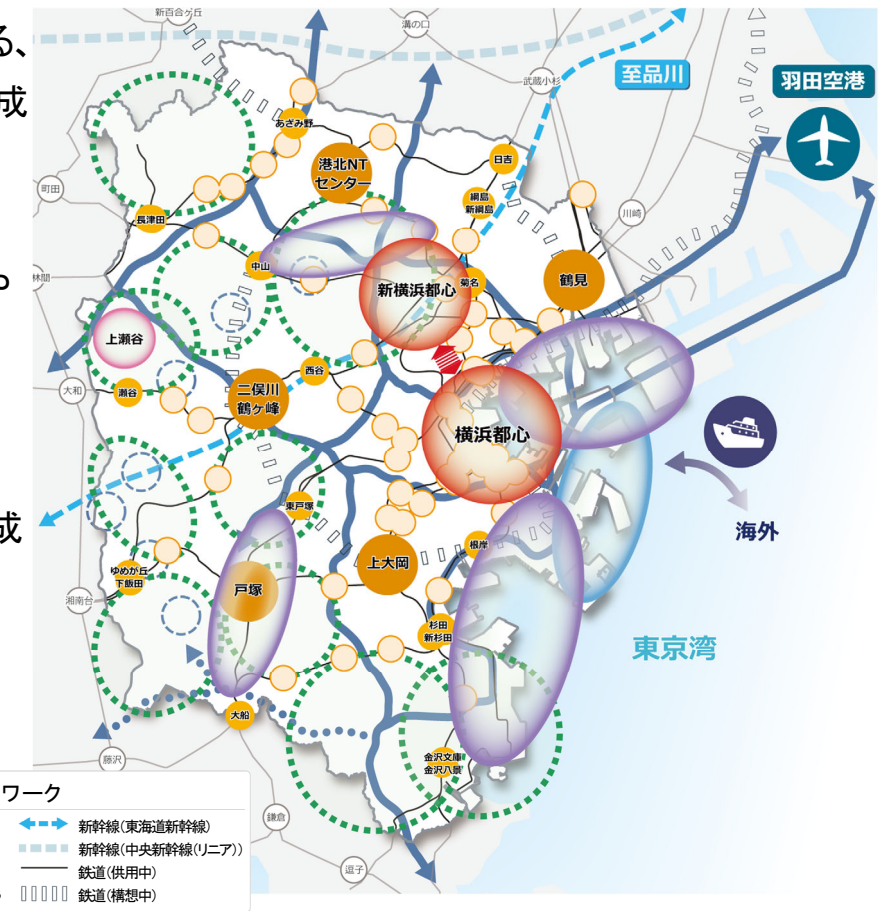 る、
成
。
成
新百合ヶ丘
溝の口
武蔵小杉
至品川
羽田空港
あざみ野
港北NT
センター
日吉
町田
綱島
新綱島
川崎
長津田
中山
林間
新横浜都心
菊名
鶴見
上瀬谷
西谷
大和
瀬谷
二俣川
鶴ヶ峰
横浜都心
海外
東戸塚
根岸
上大岡
ゆめが丘
下飯田
戸塚
湘南台
杉田
新杉田
東京湾
大船
藤沢
金沢文庫
金沢八景
鎌倉
逗子
ワーク
新幹線(東海道新幹線)
新幹線(中央新幹線(リニア))
鉄道(供用中)
鉄道(構想中)